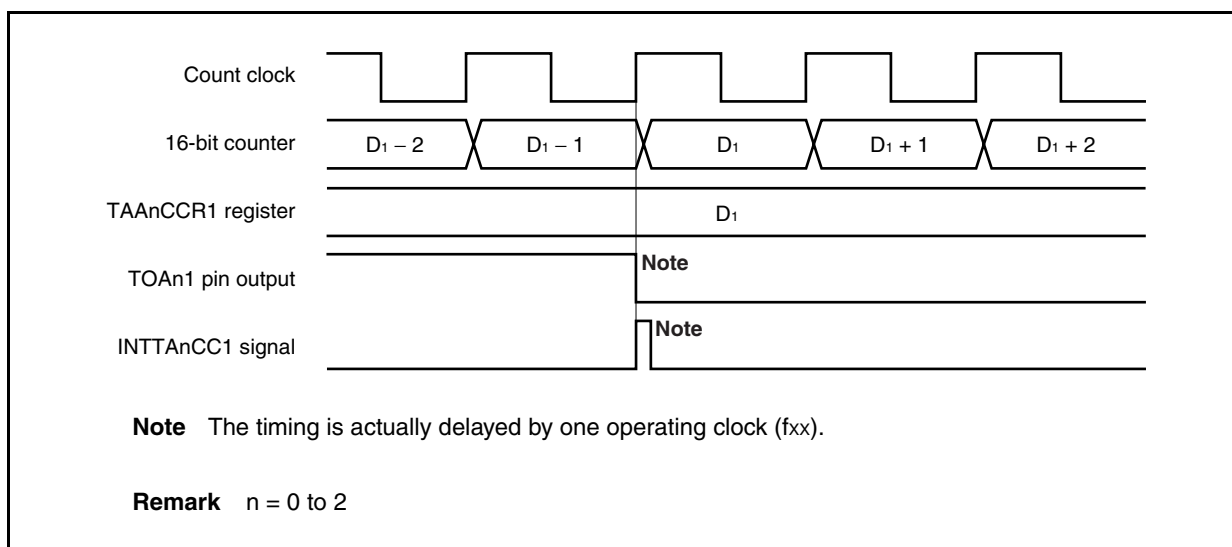 Count clock
16-bit counter
D1 − 2
D1 − 1
D1
D1 + 1
D1 + 2
TAAnCCR1 register
D1
TOAn1 pin output
Note
INTTAnCC1 signal
Note
Note The timing is actually delayed by one operating clock (fxx).
Remark n = 0 to 2